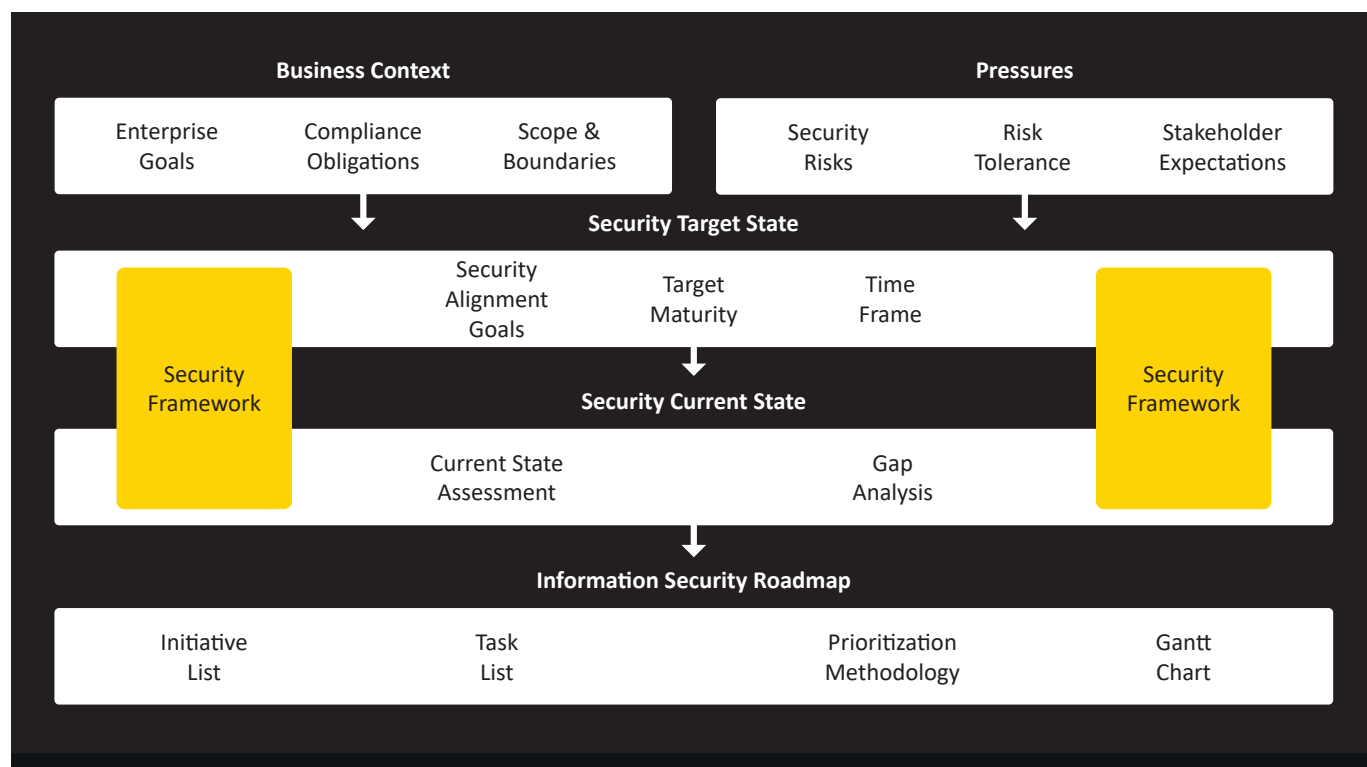 Business Context
Pressures
Enterprise
Goals
Compliance
Obligations
Scope &
Boundaries
Security
Risks
Risk
Tolerance
Stakeholder
Expectations
Security Target State
Security
Framework
Security
Alignment
Goals
Target
Maturity
Time
Frame
Security
Framework
Security Current State
Current State
Assessment
Gap
Analysis
Information Security Roadmap
Initiative
List
Task
List
Prioritization
Methodology
Gantt
Chart